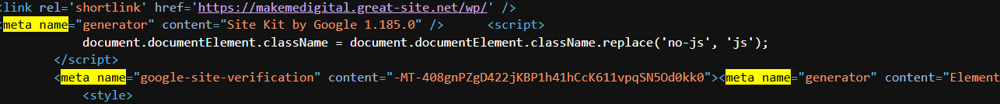 <link rel='shortlink' href='https://makemedigital.great-site.net/wp/' />
<meta name="generator" content="Site Kit by Google 1.185.0" />      <script>
document.documentElement.className = document.documentElement.className.replace('no-js', 'js');
</script>
<meta name="google-site-verification" content="-MT-408gnPZgD422jKBP1h41hCcK611vpqSN5Od0kk0"><meta name="generator" content="Element
<style>